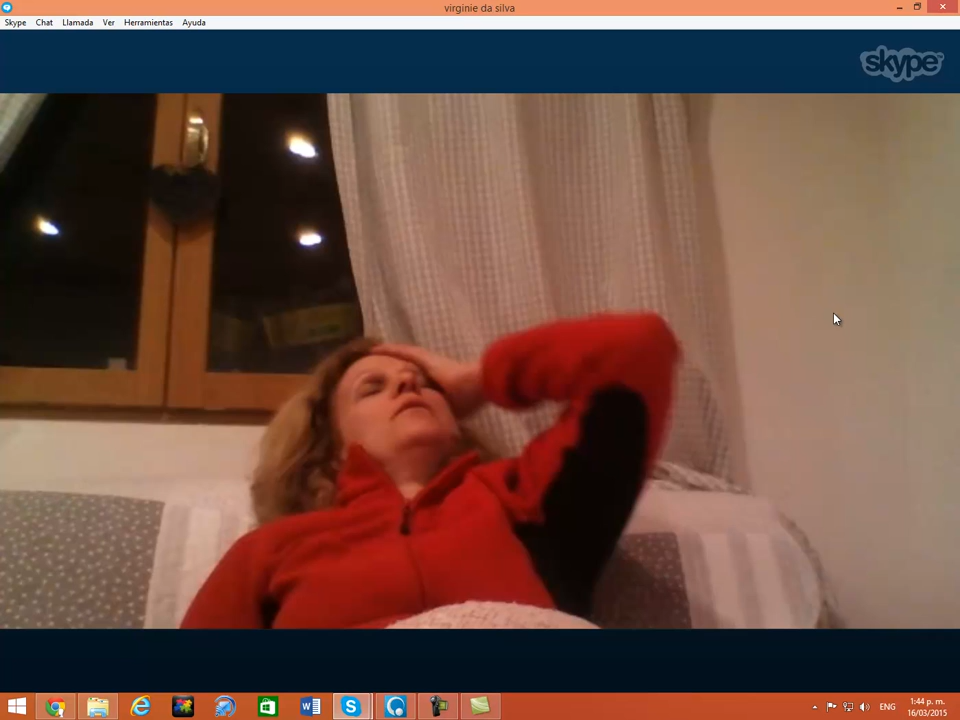 virginie da silva
Skype Chat Llamada Ver Herramientas Ayuda
skype
ENG
1:44 p. m.
16/03/2015